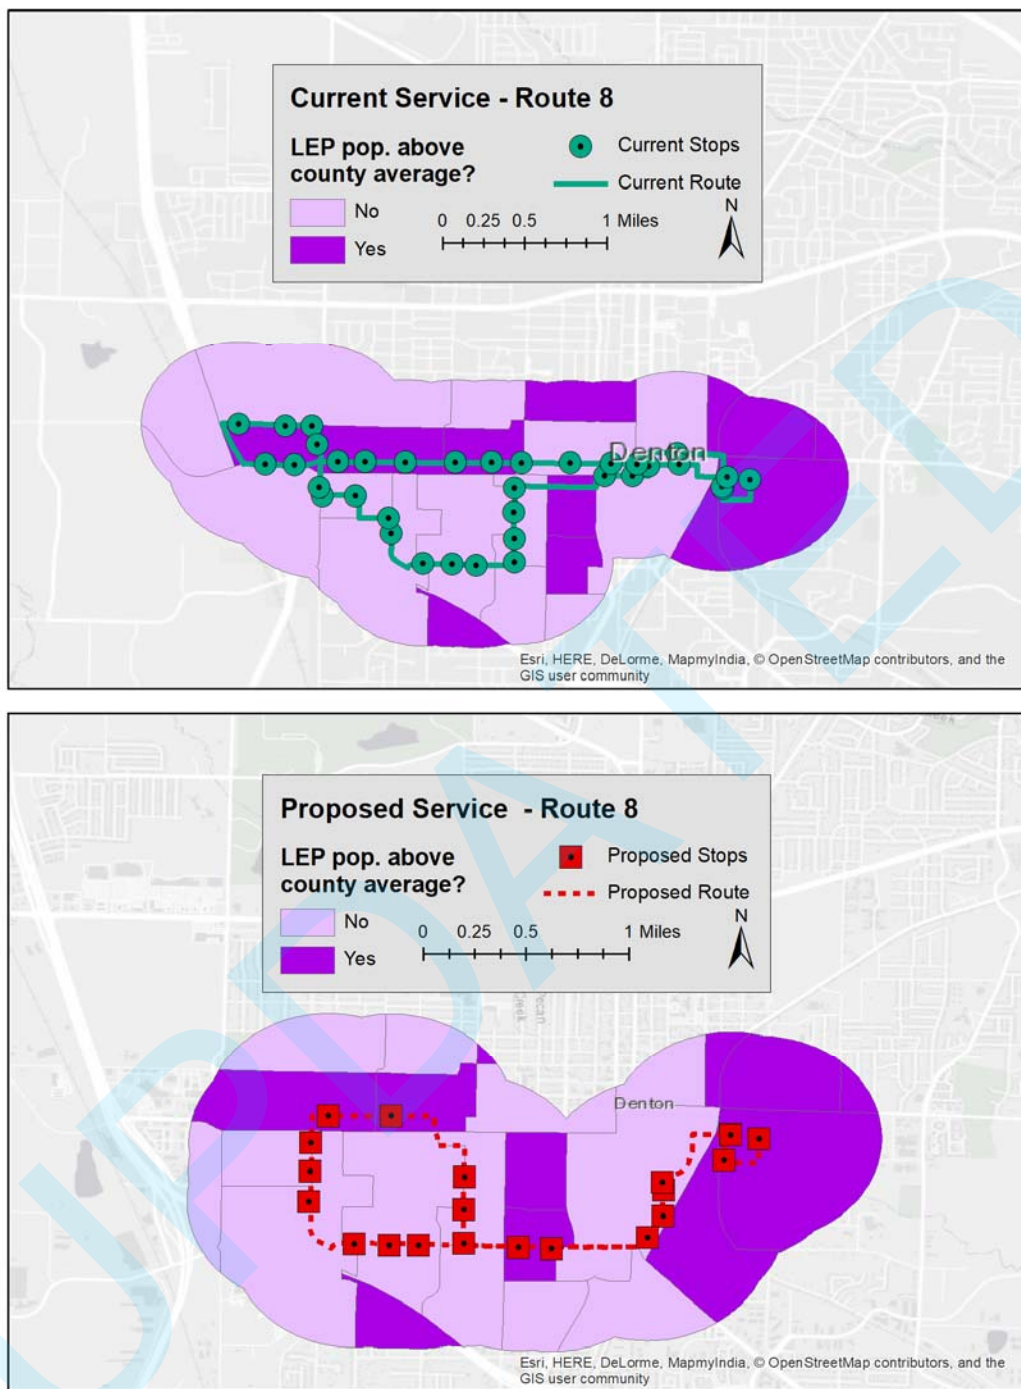 Current Service - Route 8
LEP pop. above
county average?
No
Yes
Current Stops
Current Route
0 0.25 0.5 1 Miles
N
Denton
Esri, HERE, DeLorme, MapmyIndia, © OpenStreetMap contributors, and the
GIS user community
Proposed Service - Route 8
LEP pop. above
county average?
No
Yes
Proposed Stops
Proposed Route
0 0.25 0.5 1 Miles
N
Pecan
Creek
Denton
Esri, HERE, DeLorme, MapmyIndia, © OpenStreetMap contributors, and the
GIS user community
UPDATED